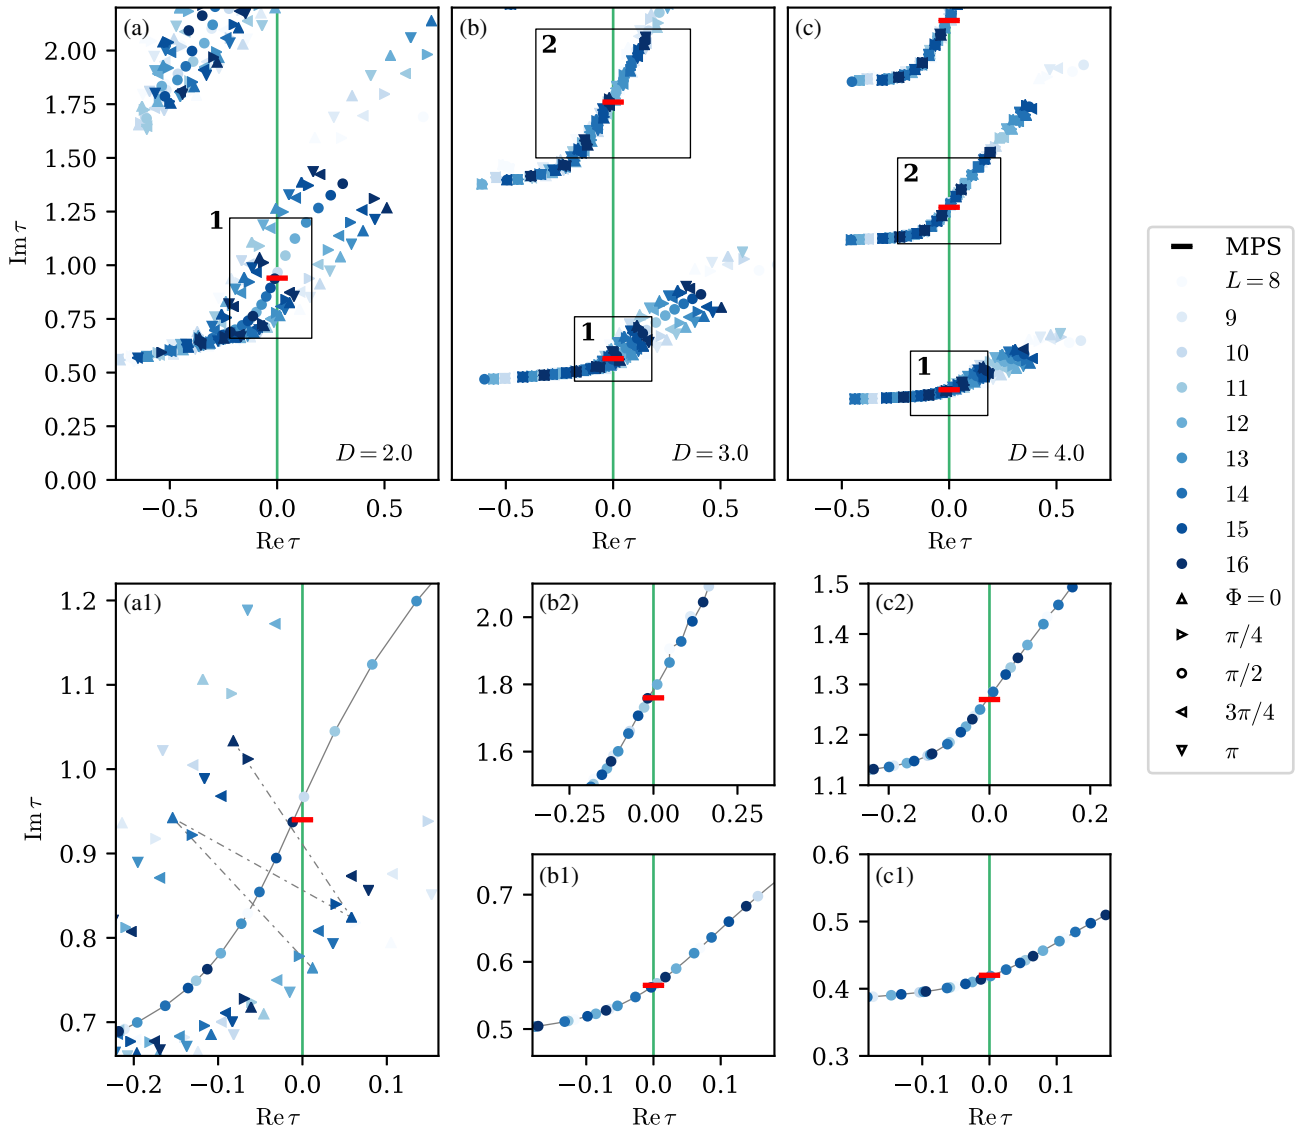 (a)
(b)
(c)
2.00
1.75
1.50
1.25
1.00
0.75
0.50
0.25
0.00
Im τ
1
2
1
2
1
D = 2.0
D = 3.0
D = 4.0
−0.5 0.0 0.5
−0.5 0.0 0.5
−0.5 0.0 0.5
Re τ
Re τ
Re τ
MPS
L = 8
9
10
11
12
13
14
15
16
Φ = 0
π/4
π/2
3π/4
π
(a1)
1.2
1.1
1.0
0.9
0.8
0.7
Im τ
−0.2 −0.1 0.0 0.1
Re τ
(b2)
2.0
1.8
1.6
−0.25 0.00 0.25
(c2)
1.5
1.4
1.3
1.2
1.1
−0.2 0.0 0.2
(b1)
0.7
0.6
0.5
−0.1 0.0 0.1
Re τ
(c1)
0.6
0.5
0.4
0.3
−0.1 0.0 0.1
Re τ